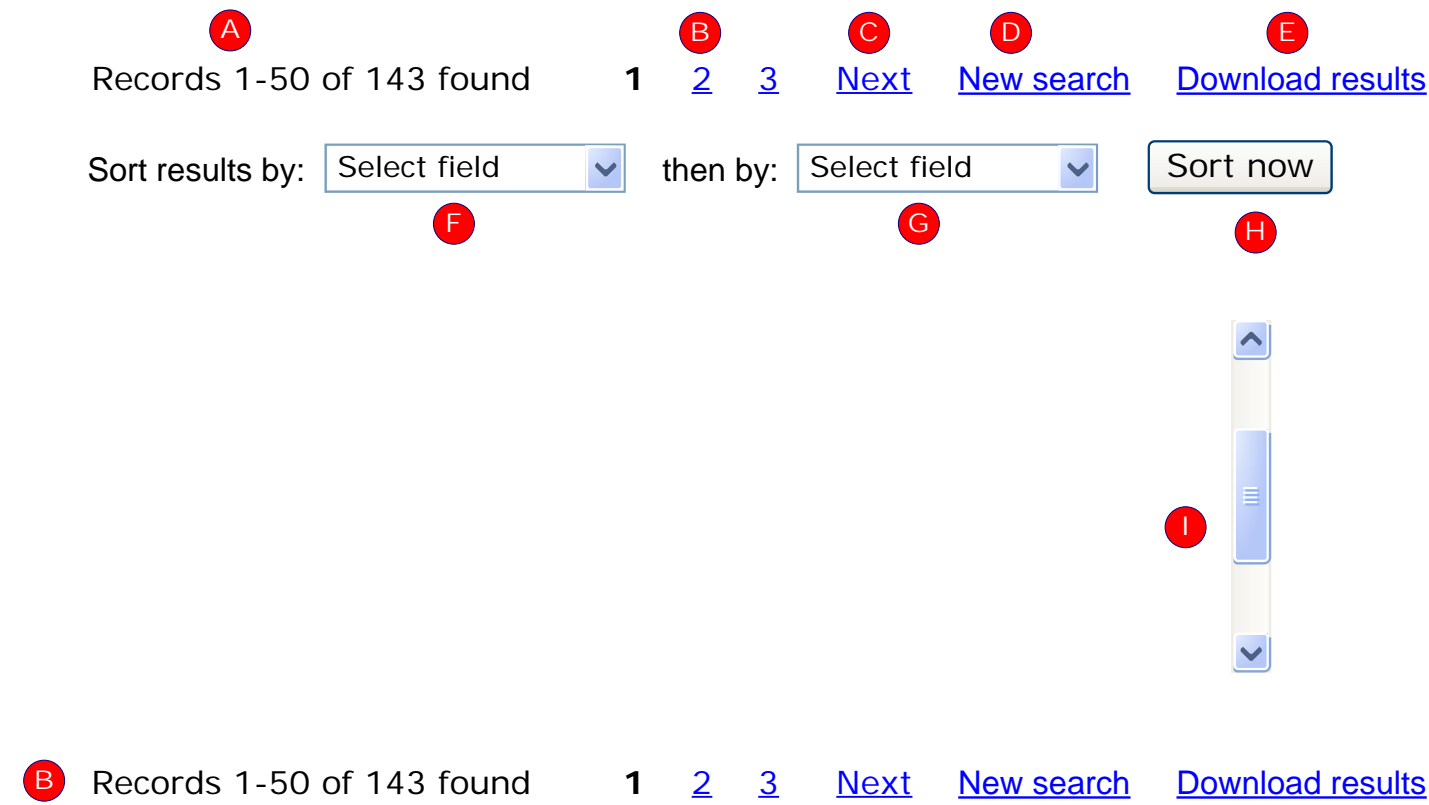 A B C D E
Records 1-50 of 143 found 1 2 3 Next New search Download results
Sort results by: Select field then by: Select field Sort now
F G H
I
B Records 1-50 of 143 found 1 2 3 Next New search Download results